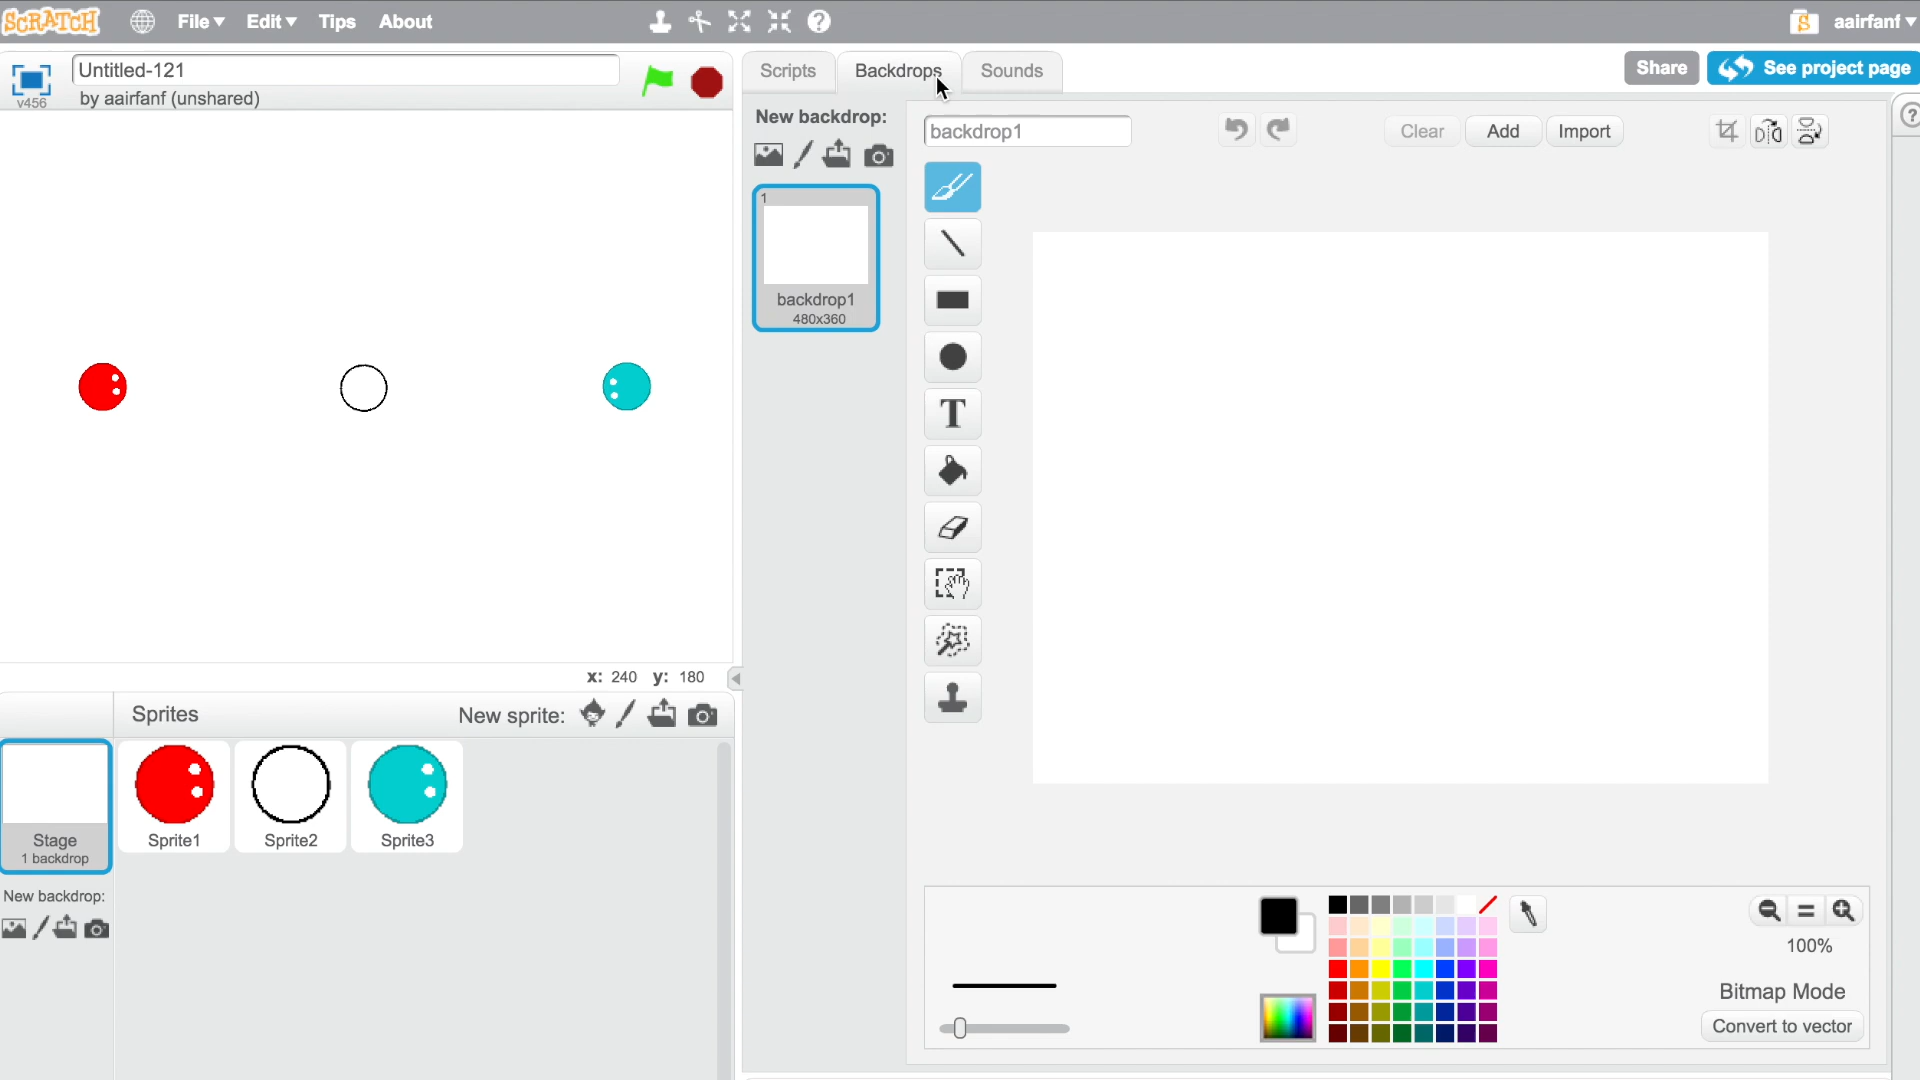 SCRATCH File▼ Edit▼ Tips About aairfanf▼
v456
Untitled-121
by aairfanf (unshared)
Scripts Backdrops Sounds Share See project page
New backdrop:
backdrop1 Clear Add Import
1
backdrop1
480x360
x: 240 y: 180
Sprites New sprite:
Stage
1 backdrop
Sprite1 Sprite2 Sprite3
New backdrop:
T
100%
Bitmap Mode
Convert to vector